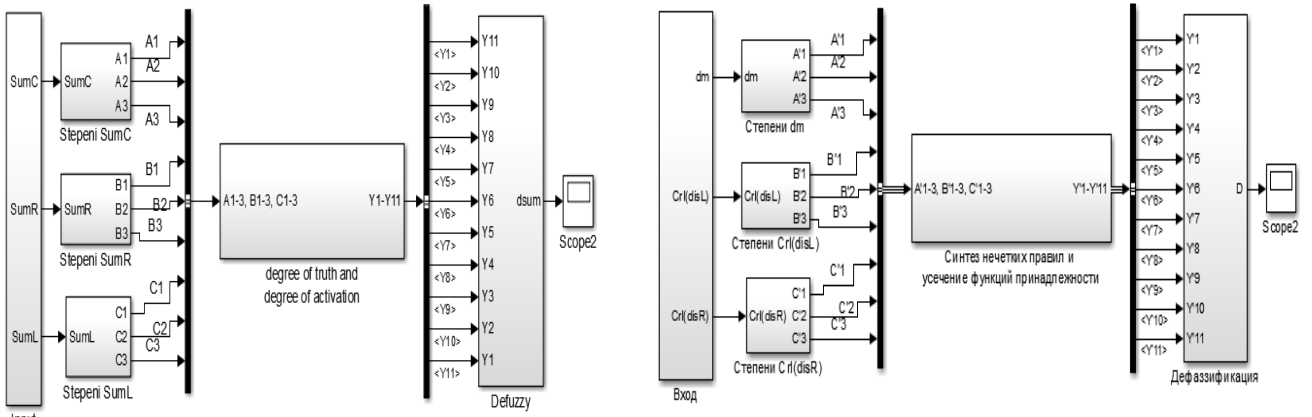 SumC
SumR
SumL
Input
SumC
A1
A2
A3
Stepeni SumC
SumR
B1
B2
B3
Stepeni SumR
SumL
C1
C2
C3
Stepeni SumL
A1
A2
A3
B1
B2
B3
C1
C2
C3
A1-3, B1-3, C1-3
Y1-Y11
degree of truth and
degree of activation
<Y1>
<Y2>
<Y3>
<Y4>
<Y5>
<Y6>
<Y7>
<Y8>
<Y9>
<Y10>
<Y11>
Y11
Y10
Y9
Y8
Y7
Y6
Y5
Y4
Y3
Y2
Y1
dsum
Defuzzy
Scope2
dm
Crl(disL)
Crl(disR)
Вход
dm
A'1
A'2
A'3
Степени dm
Crl(disL)
B'1
B'2
B'3
Степени Crl(disL)
Crl(disR)
C'1
C'2
C'3
Степени Crl(disR)
A'1
A'2
A'3
B'1
B'2
B'3
C'1
C'2
C'3
A'1-3, B'1-3, C'1-3
Y'1-Y'11
Синтез нечетких правил и
усечение функций принадлежности
<Y'1>
<Y'2>
<Y'3>
<Y'4>
<Y'5>
<Y'6>
<Y'7>
<Y'8>
<Y'9>
<Y'10>
<Y'11>
Y'1
Y'2
Y'3
Y'4
Y'5
Y'6
Y'7
Y'8
Y'9
Y'10
Y'11
D
Дефаззификация
Scope2